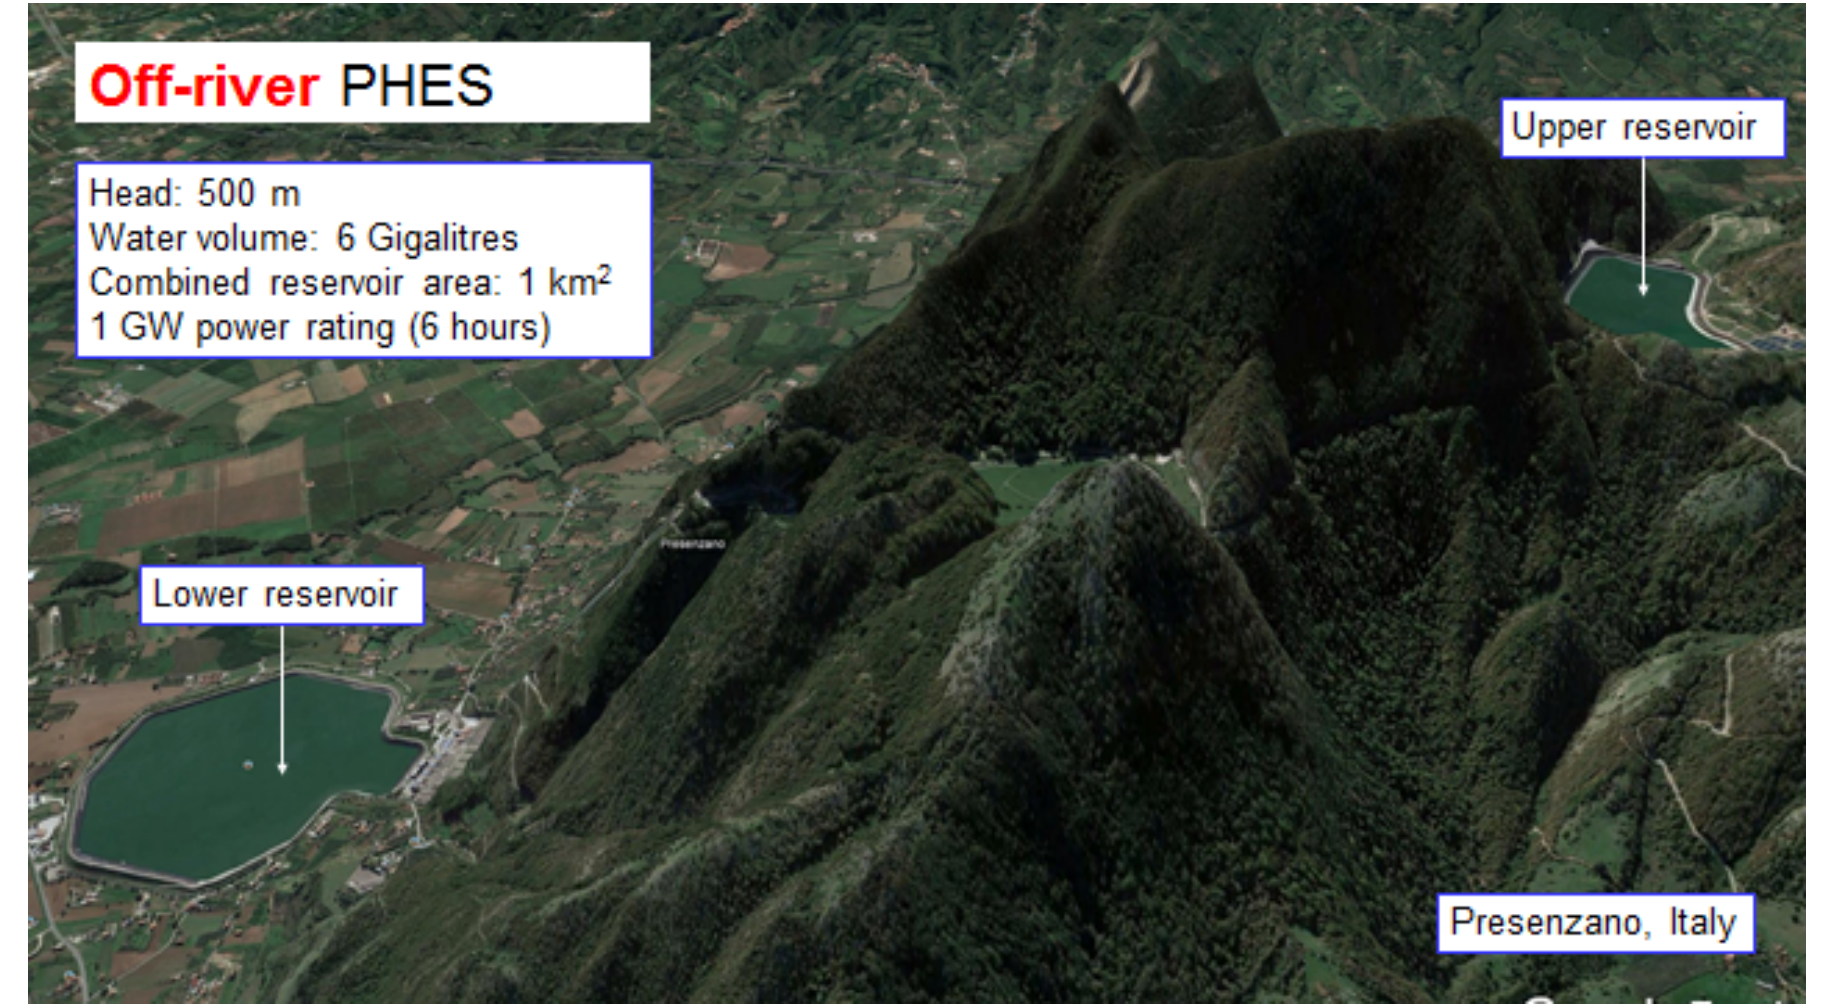 Off-river PHES
Head: 500 m
Water volume: 6 Gigalitres
Combined reservoir area: 1 km²
1 GW power rating (6 hours)
Upper reservoir
Presenzano
Lower reservoir
Presenzano, Italy